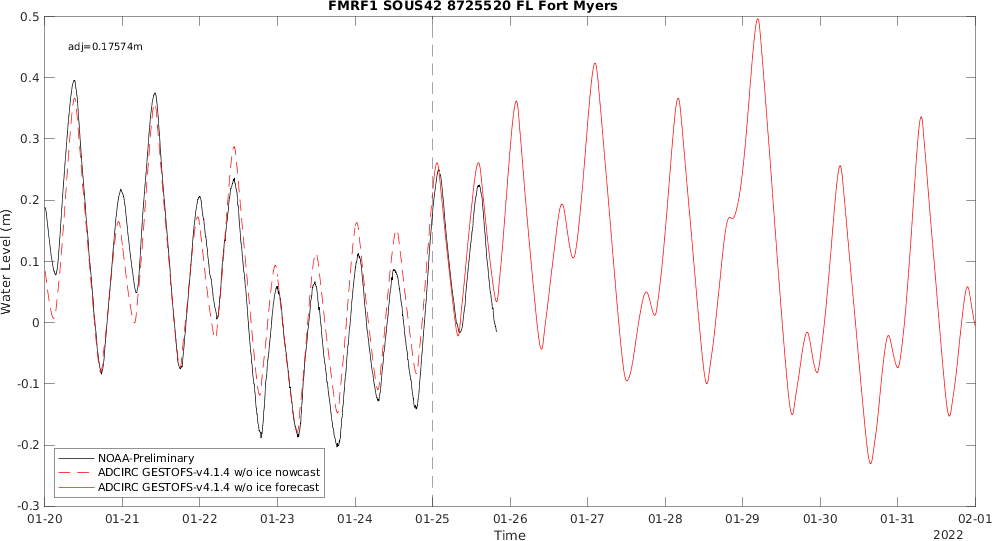 FMRF1 SOUS42 8725520 FL Fort Myers
adj=0.17574m
Water Level (m)
0.5
0.4
0.3
0.2
0.1
0
-0.1
-0.2
-0.3
NOAA-Preliminary
ADCIRC GESTOFS-v4.1.4 w/o ice nowcast
ADCIRC GESTOFS-v4.1.4 w/o ice forecast
01-20 01-21 01-22 01-23 01-24 01-25 01-26 01-27 01-28 01-29 01-30 01-31 02-01
Time
2022